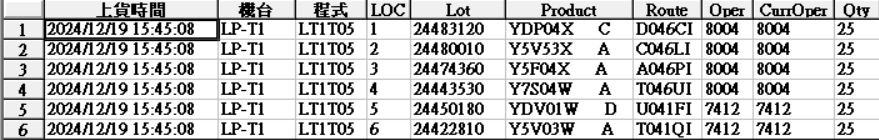 上貨時間 機台 程式 LOC Lot Product Route Oper CurrOper Qty
1 2024/12/19 15:45:08 LP-T1 LT1T05 1 24483120 YDP04X C D046CI 8004 8004 25
2 2024/12/19 15:45:08 LP-T1 LT1T05 2 24480010 Y5V53X A C046LI 8004 8004 25
3 2024/12/19 15:45:08 LP-T1 LT1T05 3 24474360 Y5F04X A A046PI 8004 8004 25
4 2024/12/19 15:45:08 LP-T1 LT1T05 4 24443530 Y7S04W A T046UI 8004 8004 25
5 2024/12/19 15:45:08 LP-T1 LT1T05 5 24450180 YDV01W D U041FI 7412 7412 25
6 2024/12/19 15:45:08 LP-T1 LT1T05 6 24422810 Y5V03W A T041QI 7412 7412 25